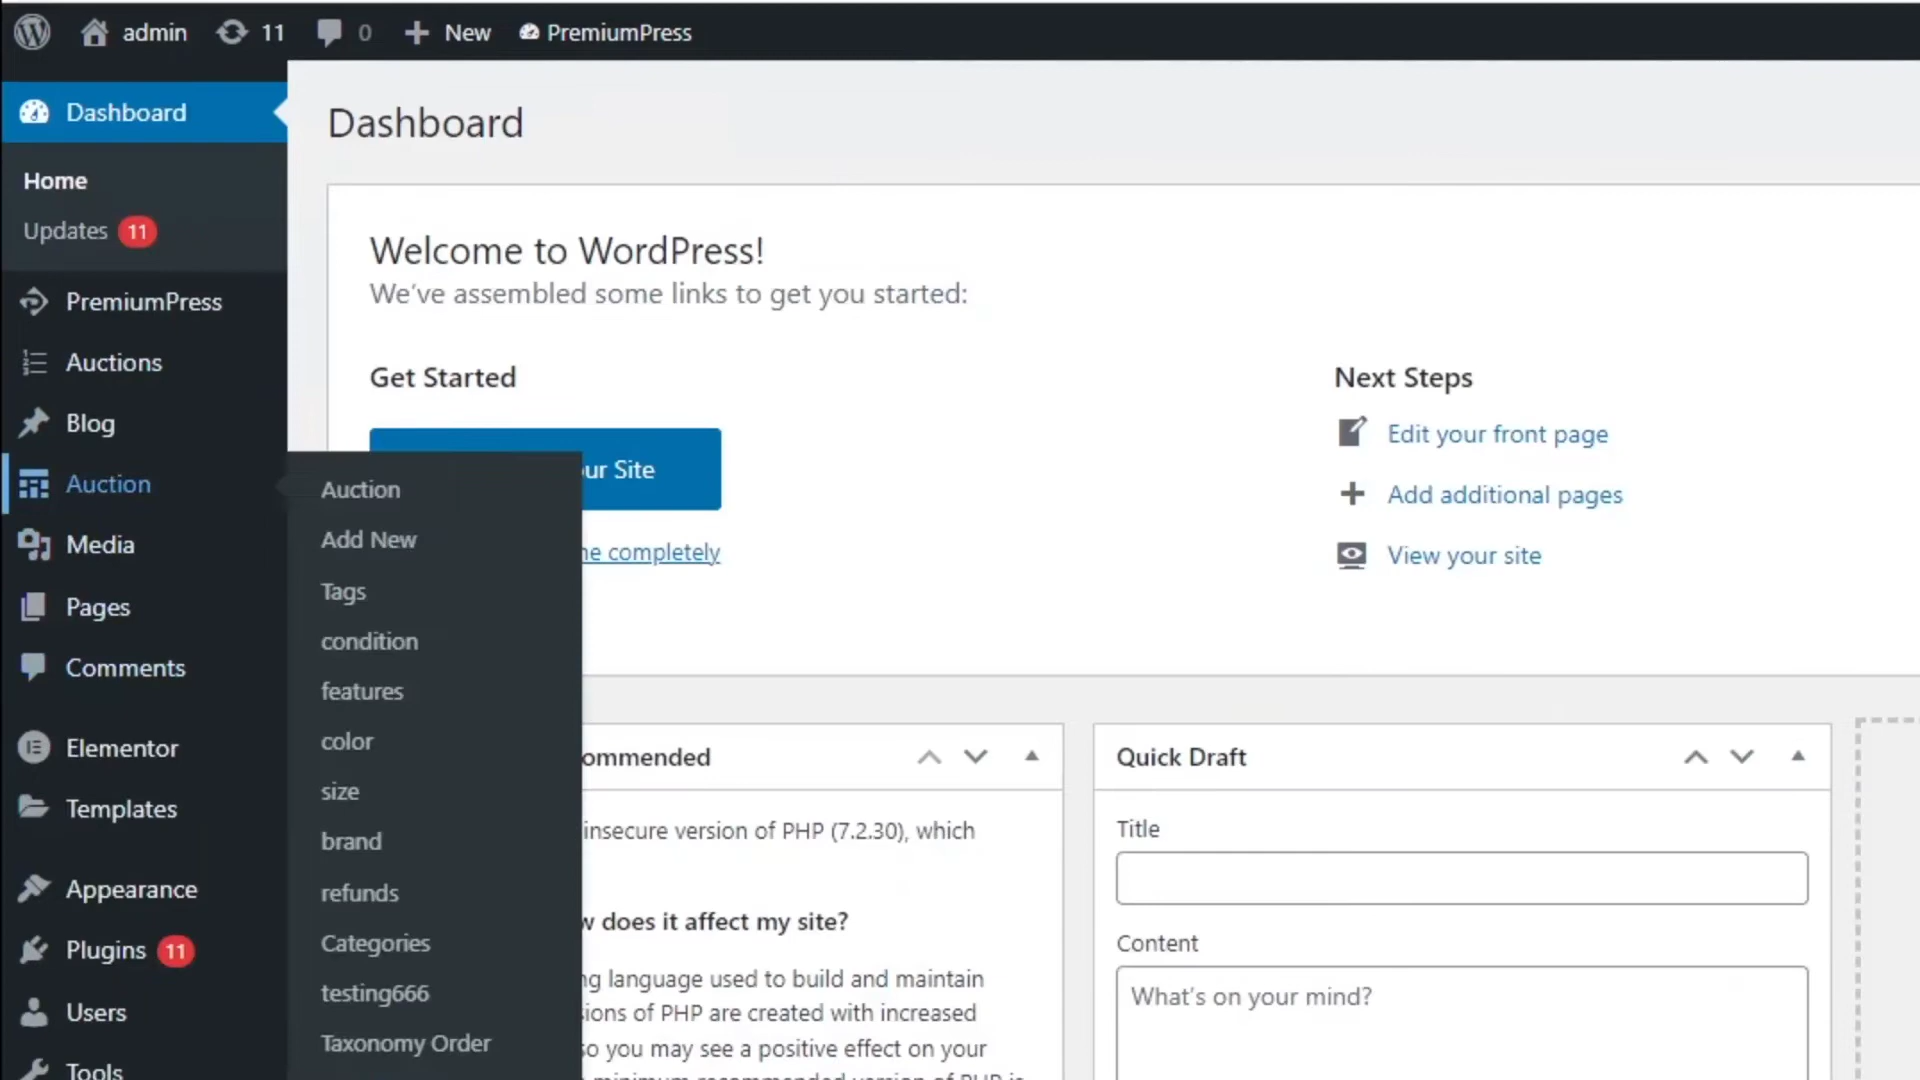 admin 11 0 New PremiumPress
Dashboard
Home
Updates 11
PremiumPress
Auctions
Blog
Auction
Media
Pages
Comments
Elementor
Templates
Appearance
Plugins 11
Users
Tools
Auction
Add New
Tags
condition
features
color
size
brand
refunds
Categories
testing666
Taxonomy Order
Dashboard
Welcome to WordPress!
We've assembled some links to get you started:
Get Started
Site
completely
Next Steps
Edit your front page
Add additional pages
View your site
insecure version of PHP (7.2.30), which
does it affect my site?
language used to build and maintain
of PHP are created with increased
so you may see a positive effect on your
Quick Draft
Title
Content
What's on your mind?